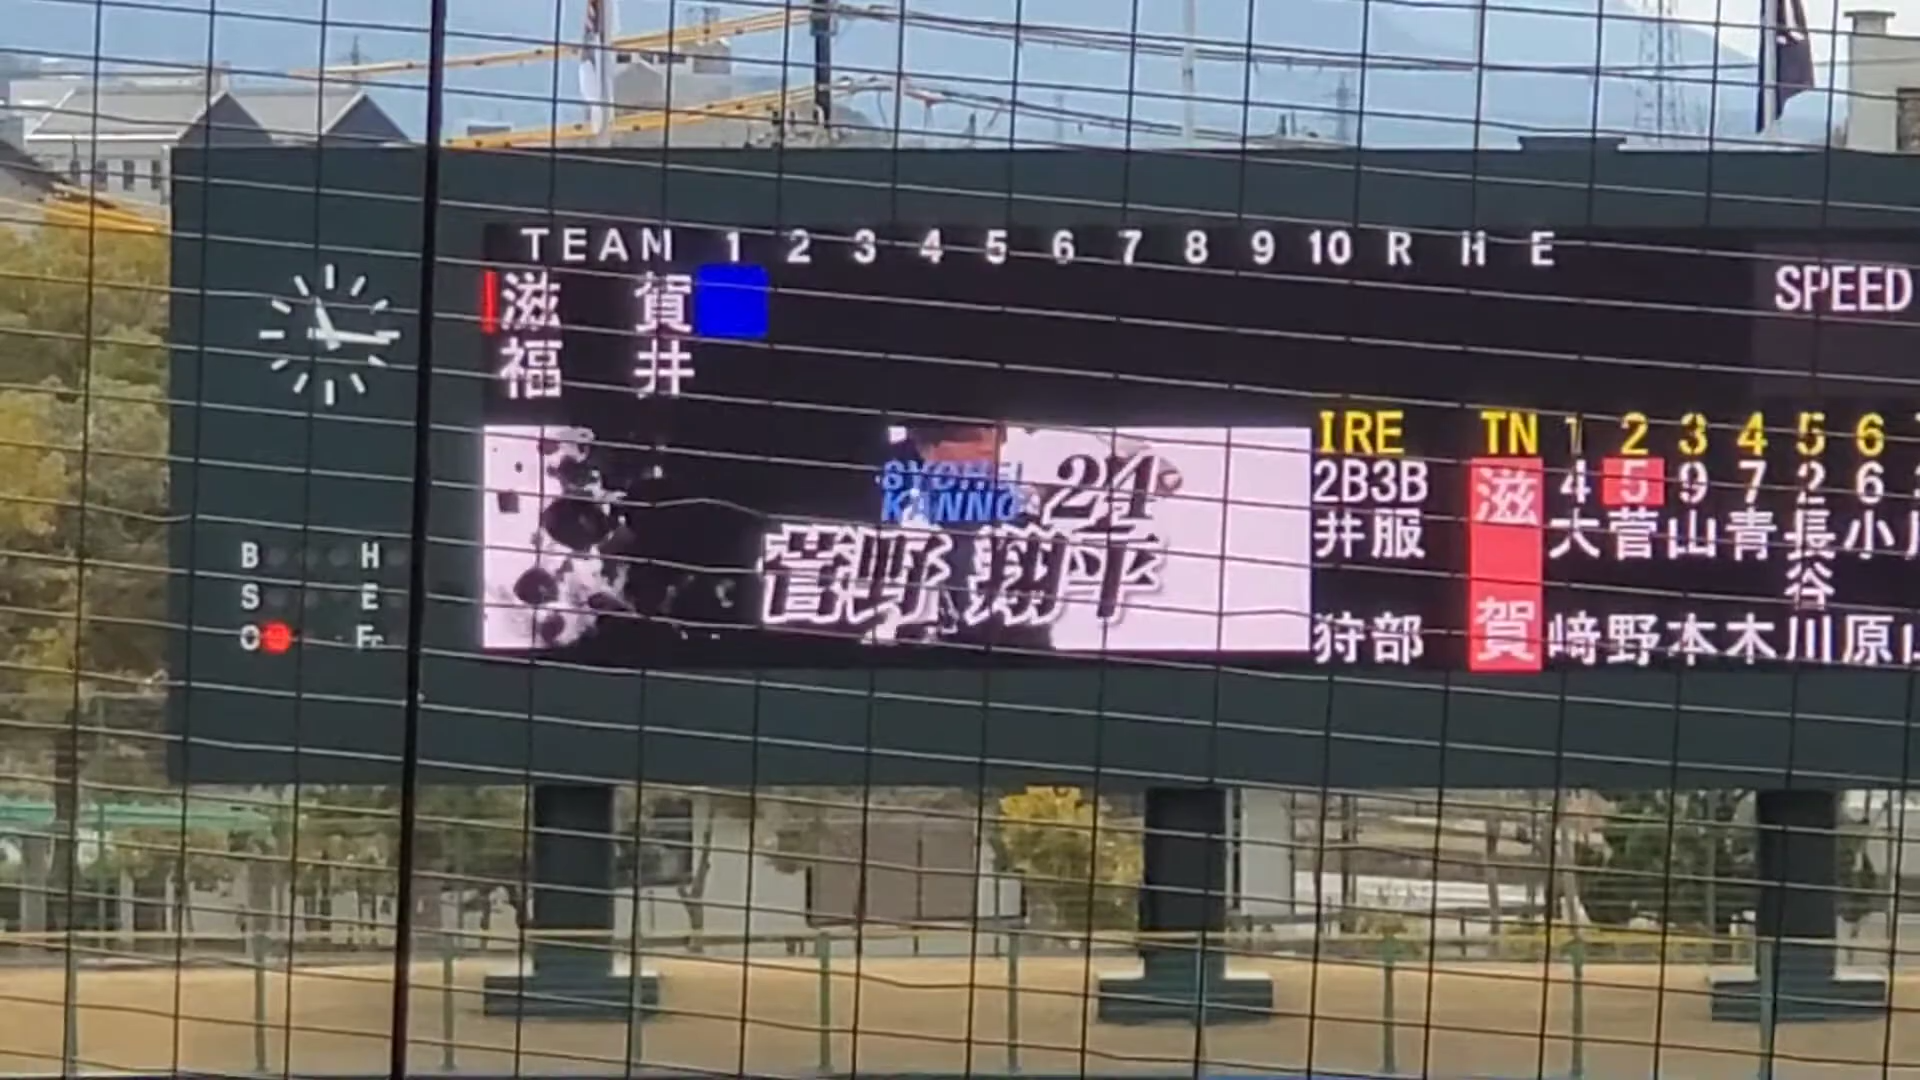 TEAM 1 2 3 4 5 6 7 8 9 10 R H E
滋賀
福井
SPEED
B H
S E
O Fc
SYOHEI
KANNO
24
菅野 翔平
IRE TN 1 2 3 4 5 6
2B3B 4 5 9 7 2 6
井狩 服部
滋賀
大﨑 菅野 山本 青木 長谷川 小原